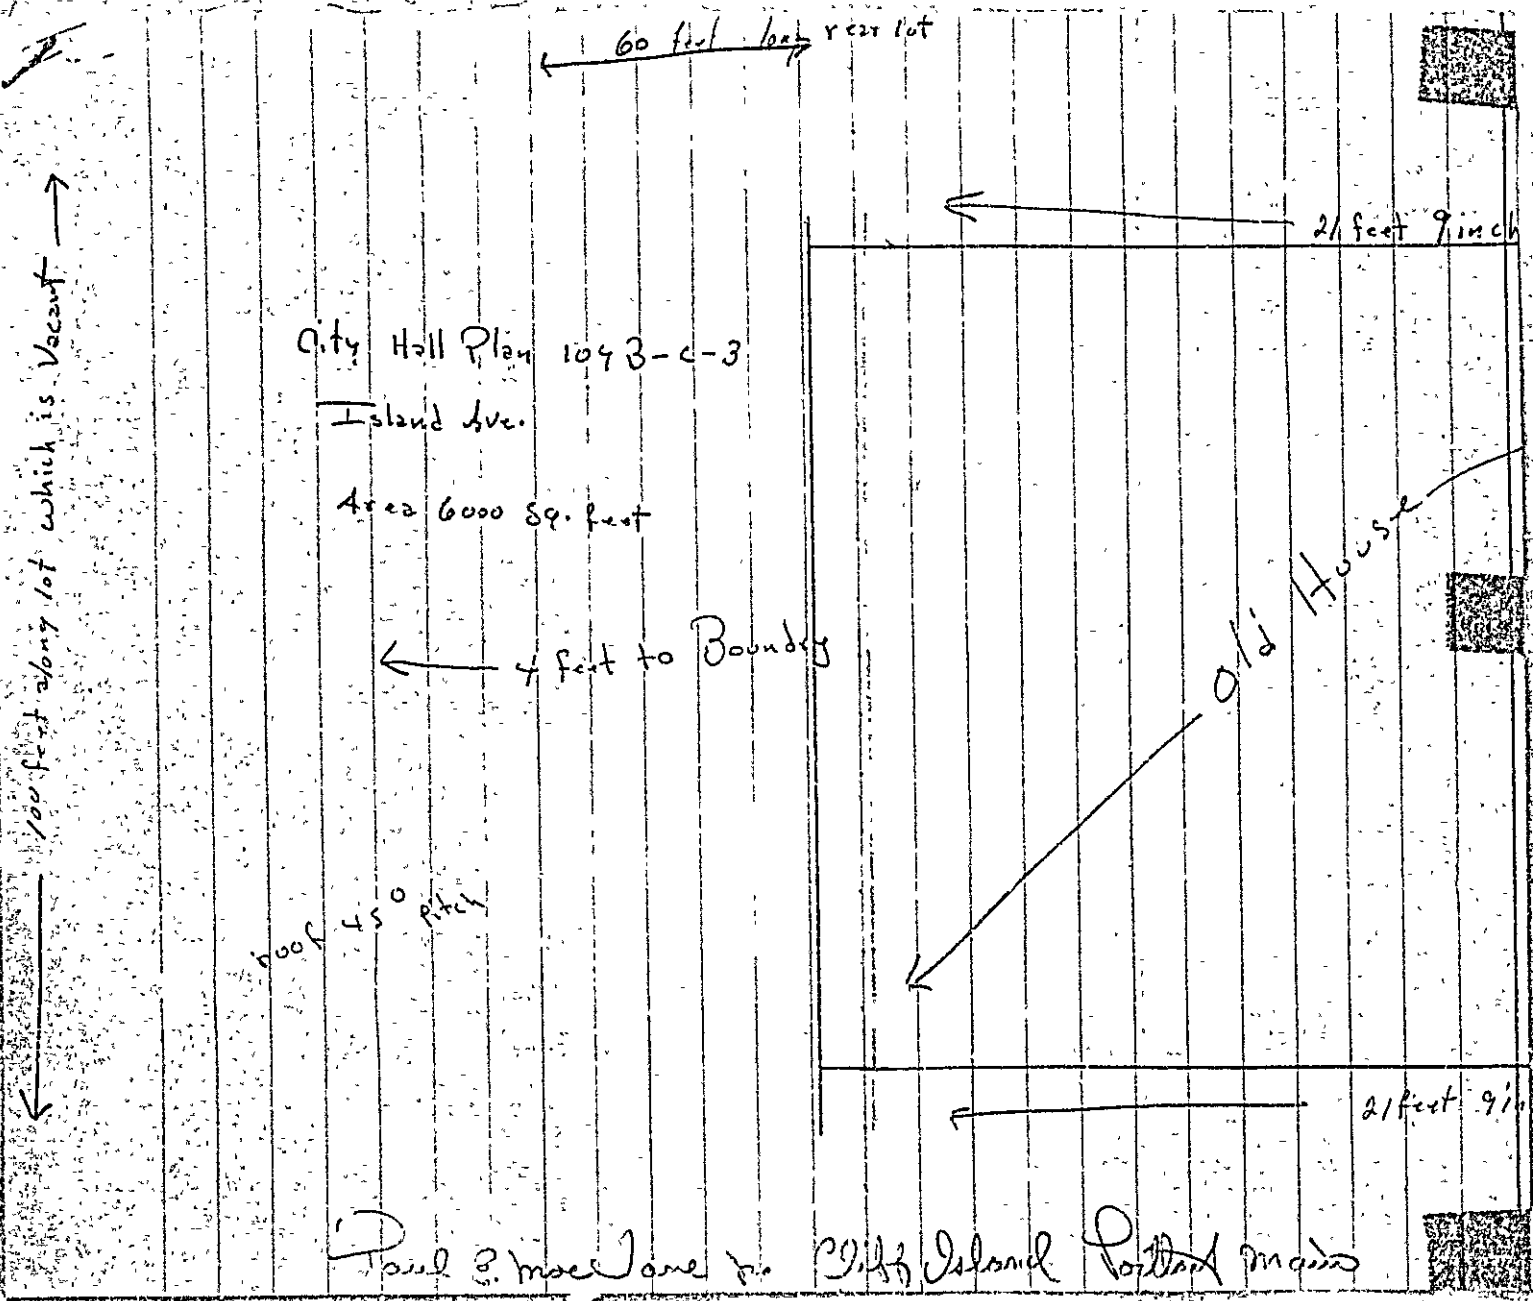 60 feet long rear lot
21 feet 9 inch
100 feet along lot which is Vacant
City Hall Plan 104 B-C-3
Island Ave.
Area 6000 Sq. feet
Old House
4 feet to Boundry
roof 45° pitch
21 feet 9 in
Paul E. Jr. Cliff Island Portland Maine